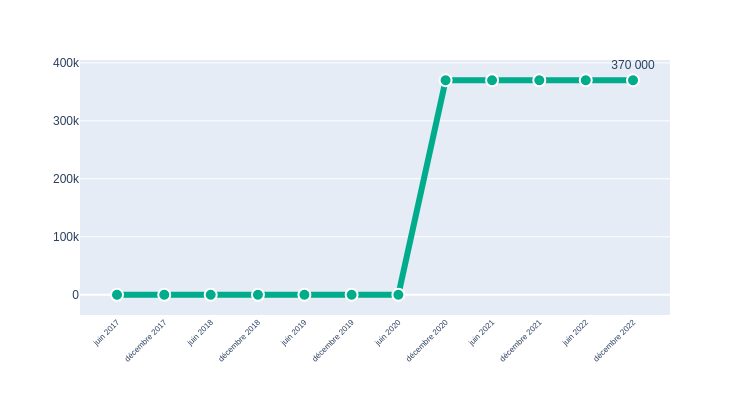 400k
300k
200k
100k
0
370 000
juin 2017
décembre 2017
juin 2018
décembre 2018
juin 2019
décembre 2019
juin 2020
décembre 2020
juin 2021
décembre 2021
juin 2022
décembre 2022